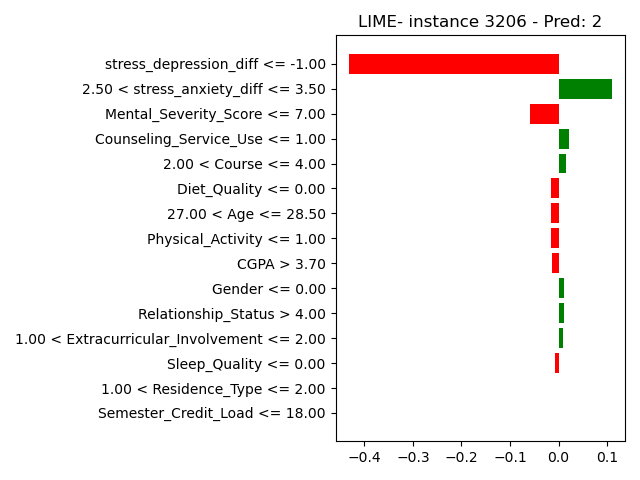 LIME- instance 3206 - Pred: 2
stress_depression_diff <= -1.00
2.50 < stress_anxiety_diff <= 3.50
Mental_Severity_Score <= 7.00
Counseling_Service_Use <= 1.00
2.00 < Course <= 4.00
Diet_Quality <= 0.00
27.00 < Age <= 28.50
Physical_Activity <= 1.00
CGPA > 3.70
Gender <= 0.00
Relationship_Status > 4.00
1.00 < Extracurricular_Involvement <= 2.00
Sleep_Quality <= 0.00
1.00 < Residence_Type <= 2.00
Semester_Credit_Load <= 18.00
−0.4 −0.3 −0.2 −0.1 0.0 0.1